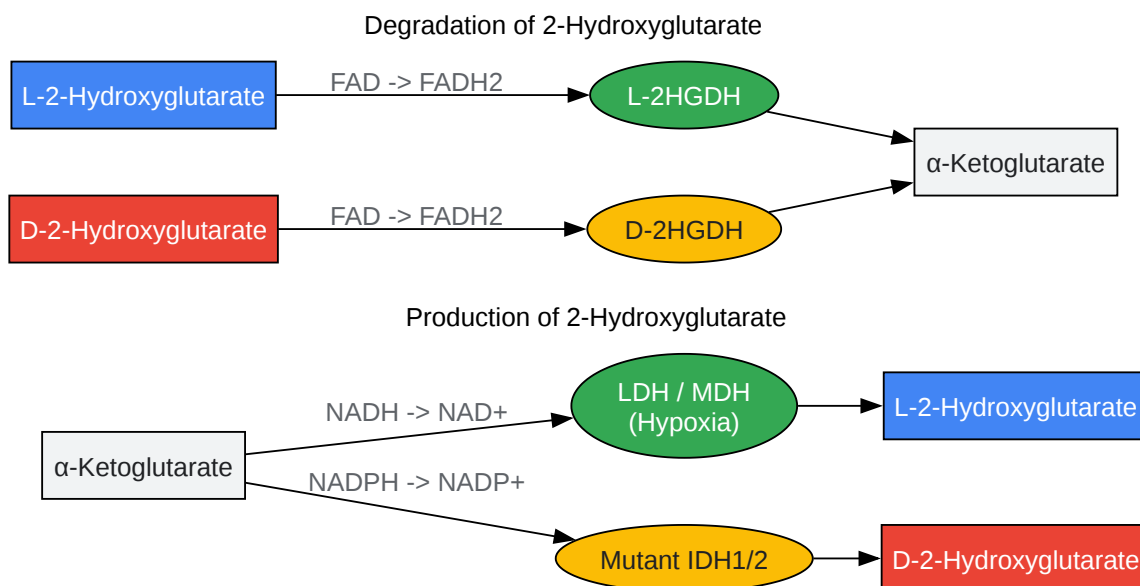 Degradation of 2-Hydroxyglutarate
L-2-Hydroxyglutarate
FAD -> FADH2
L-2HGDH
α-Ketoglutarate
D-2-Hydroxyglutarate
FAD -> FADH2
D-2HGDH
Production of 2-Hydroxyglutarate
LDH / MDH
(Hypoxia)
L-2-Hydroxyglutarate
NADH -> NAD+
α-Ketoglutarate
NADPH -> NADP+
Mutant IDH1/2
D-2-Hydroxyglutarate